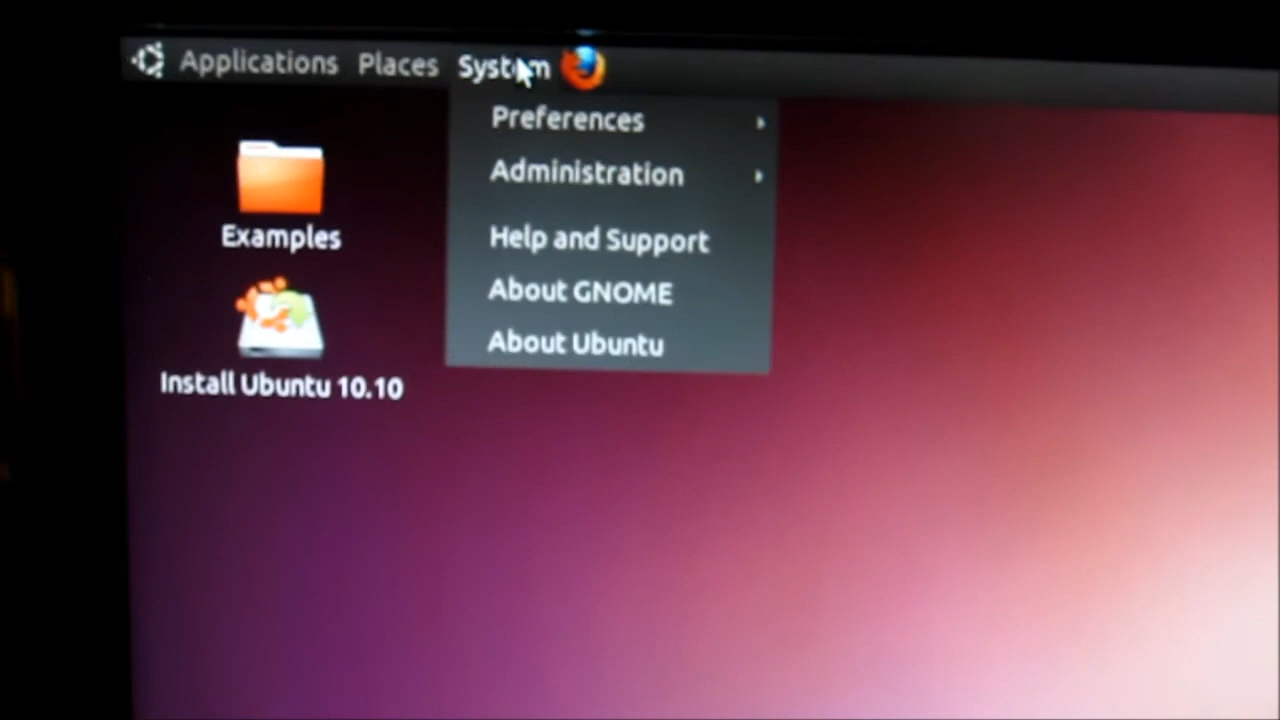 Applications Places System
Preferences
Administration
Help and Support
About GNOME
About Ubuntu
Examples
Install Ubuntu 10.10